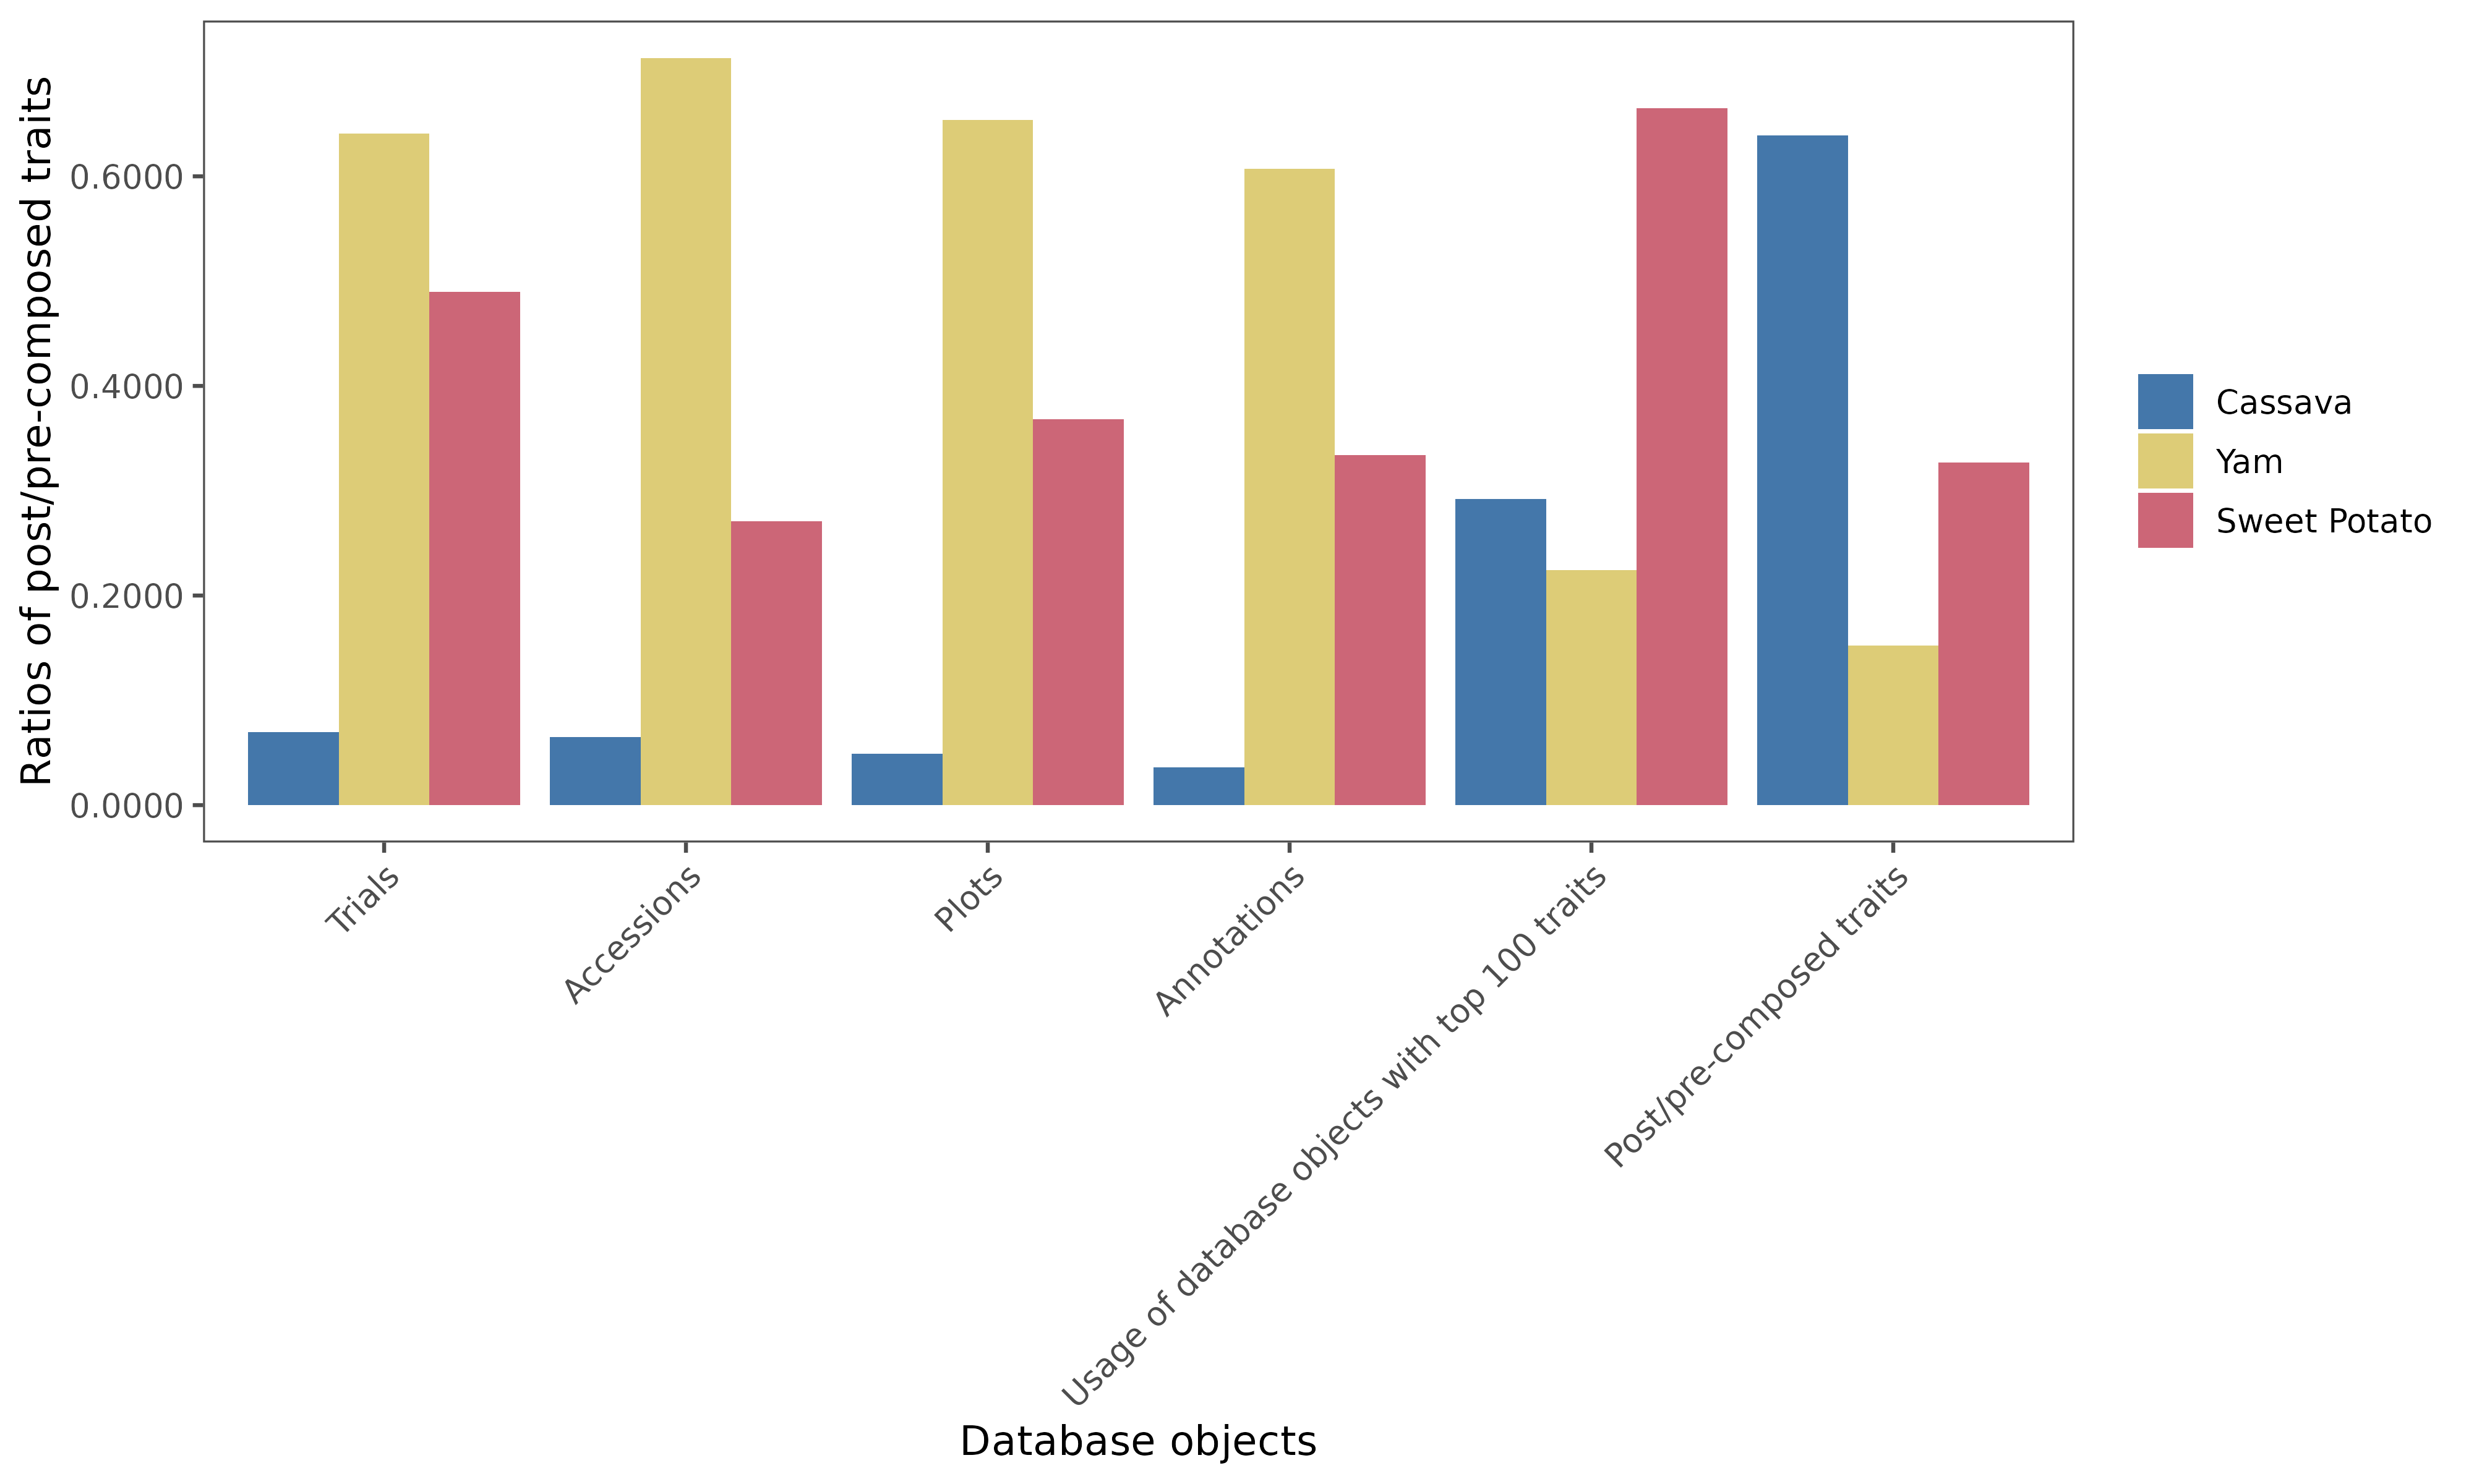 Ratios of post/pre-composed traits
0.6000
0.4000
0.2000
0.0000
Trials
Accessions
Plots
Annotations
Usage of database objects with top 100 traits
Post/pre-composed traits
Database objects
Cassava
Yam
Sweet Potato